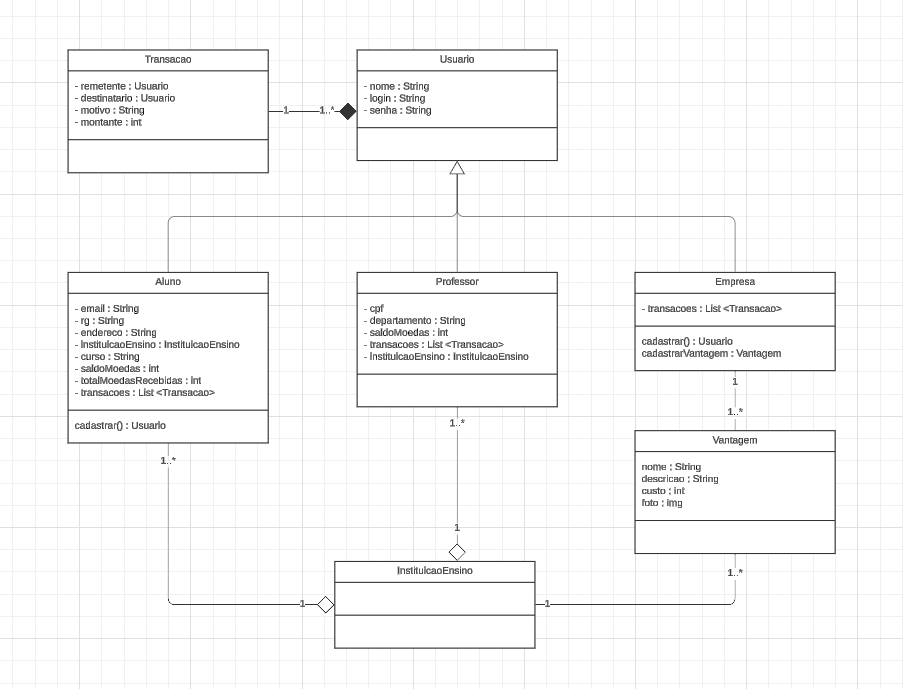 Transacao
- remetente : Usuario
- destinatario : Usuario
- motivo : String
- montante : int
1
1..*
Usuario
- nome : String
- login : String
- senha : String
Aluno
- email : String
- rg : String
- endereco : String
- InstituicaoEnsino : InstituicaoEnsino
- curso : String
- saldoMoedas : int
- totalMoedasRecebidas : int
- transacoes : List <Transacao>
cadastrar() : Usuario
Professor
- cpf
- departamento : String
- saldoMoedas : int
- transacoes : List <Transacao>
- InstituicaoEnsino : InstituicaoEnsino
Empresa
- transacoes : List <Transacao>
cadastrar() : Usuario
cadastrarVantagem : Vantagem
1
1..*
Vantagem
nome : String
descricao : String
custo : int
foto : img
1..*
1..*
1
1..*
InstituicaoEnsino
1
1